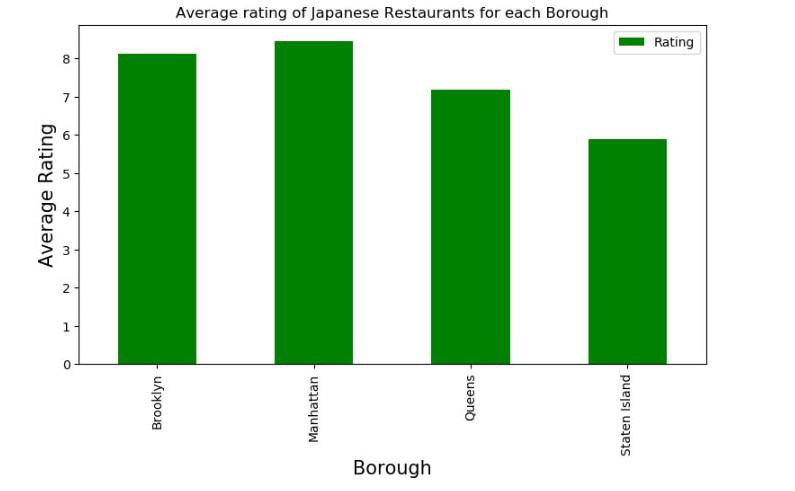 Average rating of Japanese Restaurants for each Borough
Rating
8
7
6
5
4
3
2
1
0
Average Rating
Brooklyn
Manhattan
Queens
Staten Island
Borough